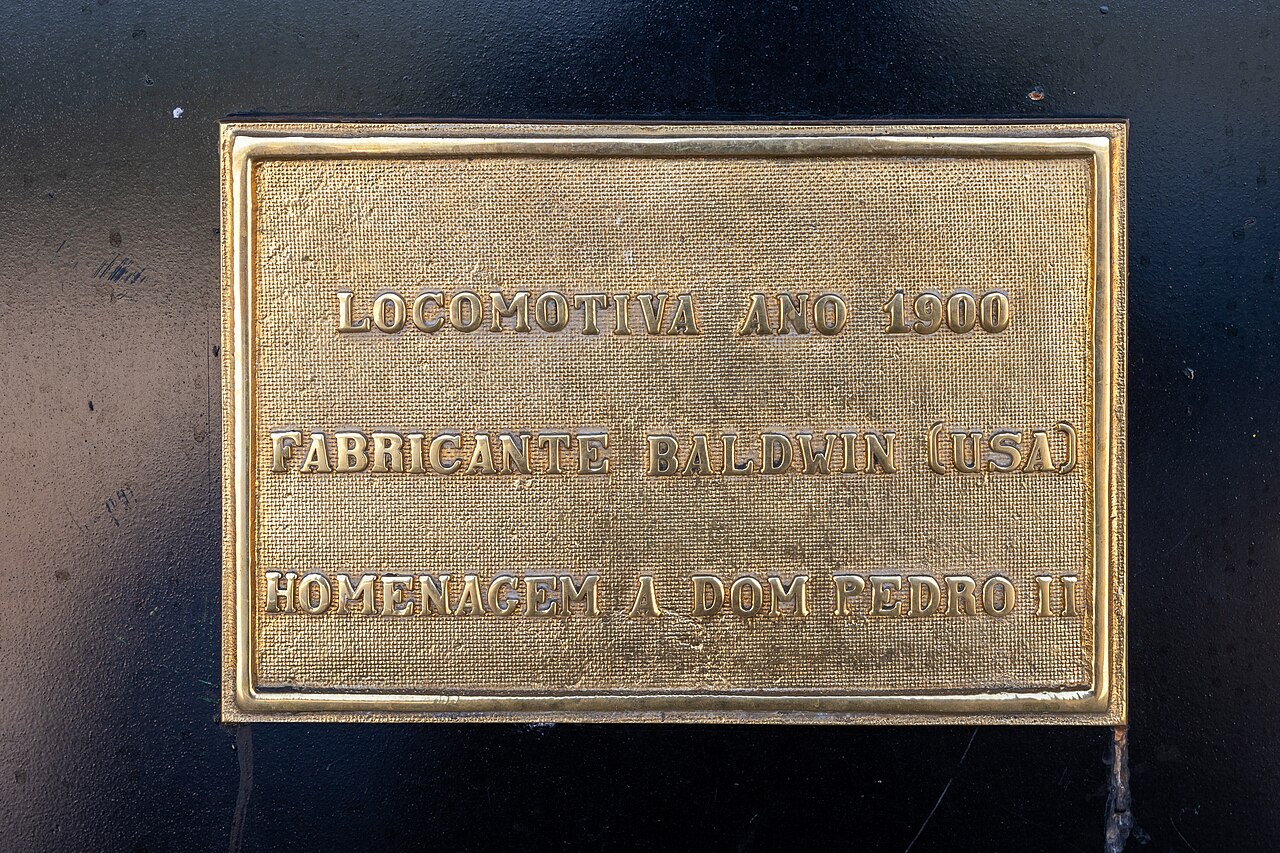 LOCOMOTIVA ANO 1900
FABRICANTE BALDWIN (USA)
HOMENAGEM A DOM PEDRO II